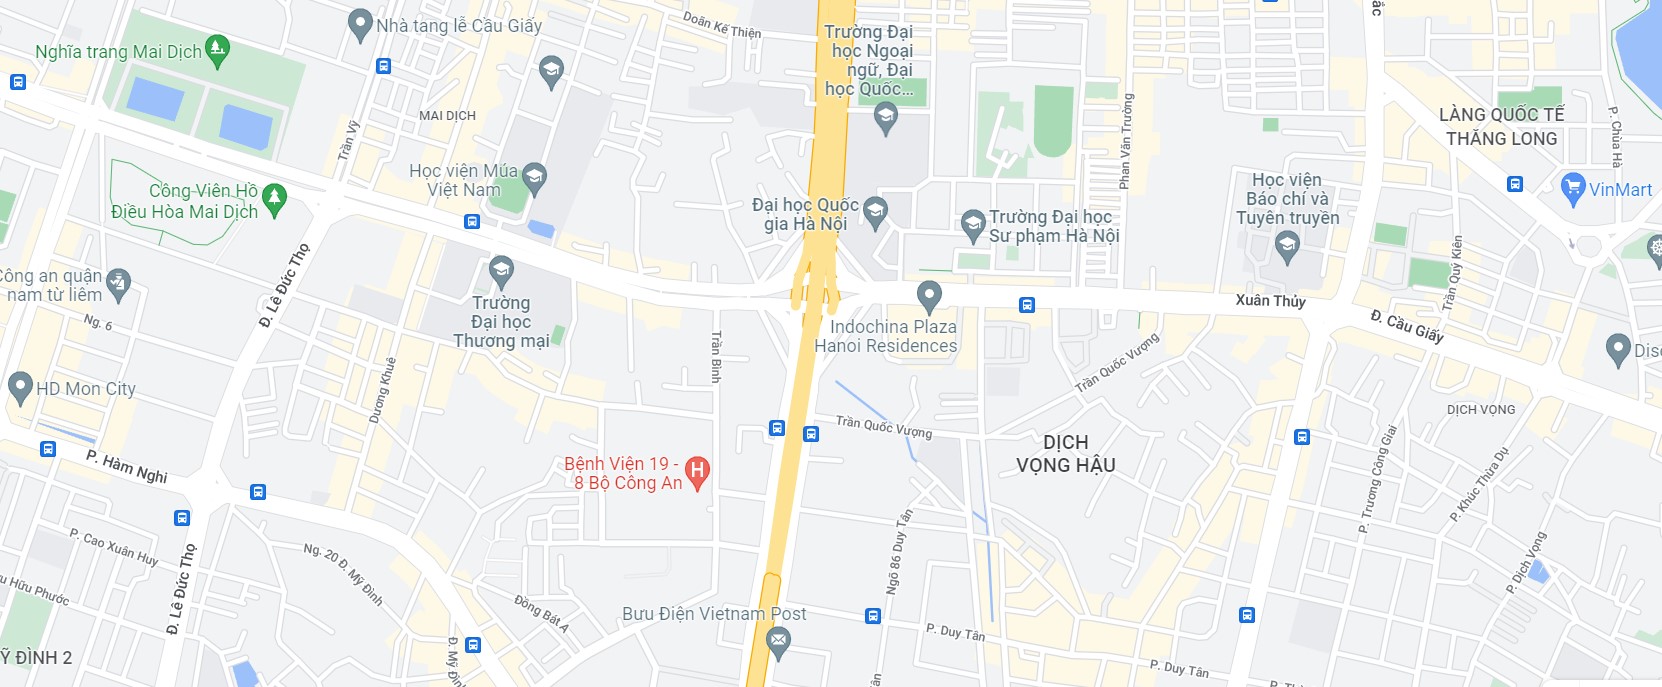 Doãn Kế Thiện
Nhà tang lễ Cầu Giấy
Nghĩa trang Mai Dịch
Trường Đại
học Ngoại
ngữ, Đại
học Quốc...
MAI DỊCH
Trần Vỹ
Phan Văn Trường
LÀNG QUỐC TẾ
THĂNG LONG
P. Chùa Hà
Học viện Múa
Việt Nam
Công Viên Hồ
Điều Hòa Mai Dịch
Học viện
Báo chí và
Tuyên truyền
VinMart
Đại học Quốc
gia Hà Nội
Trường Đại học
Sư phạm Hà Nội
Trần Quý Kiên
Đ. Lê Đức Thọ
Công an quận
nam từ liêm
Ng. 6
Trường
Đại học
Thương mại
Xuân Thủy
Đ. Cầu Giấy
Indochina Plaza
Hanoi Residences
Trần Bình
Trần Quốc Vượng
Disc
HD Mon City
Dương Khuê
DỊCH VỌNG
Trần Quốc Vượng
DỊCH
VỌNG HẬU
P. Hàm Nghi
Bệnh Viện 19 -
8 Bộ Công An
P. Trương Công Giai
P. Khúc Thừa Dụ
P. Cao Xuân Huy
Ng. 20 Đ. Mỹ Đình
Đ. Lê Đức Thọ
Ngõ 86 Duy Tân
P. Dịch Vọng
Hữu Phước
Đồng Bát A
Bưu Điện Vietnam Post
P. Duy Tân
Đ. Mỹ Đình
Ỹ ĐÌNH 2
P. Duy Tân